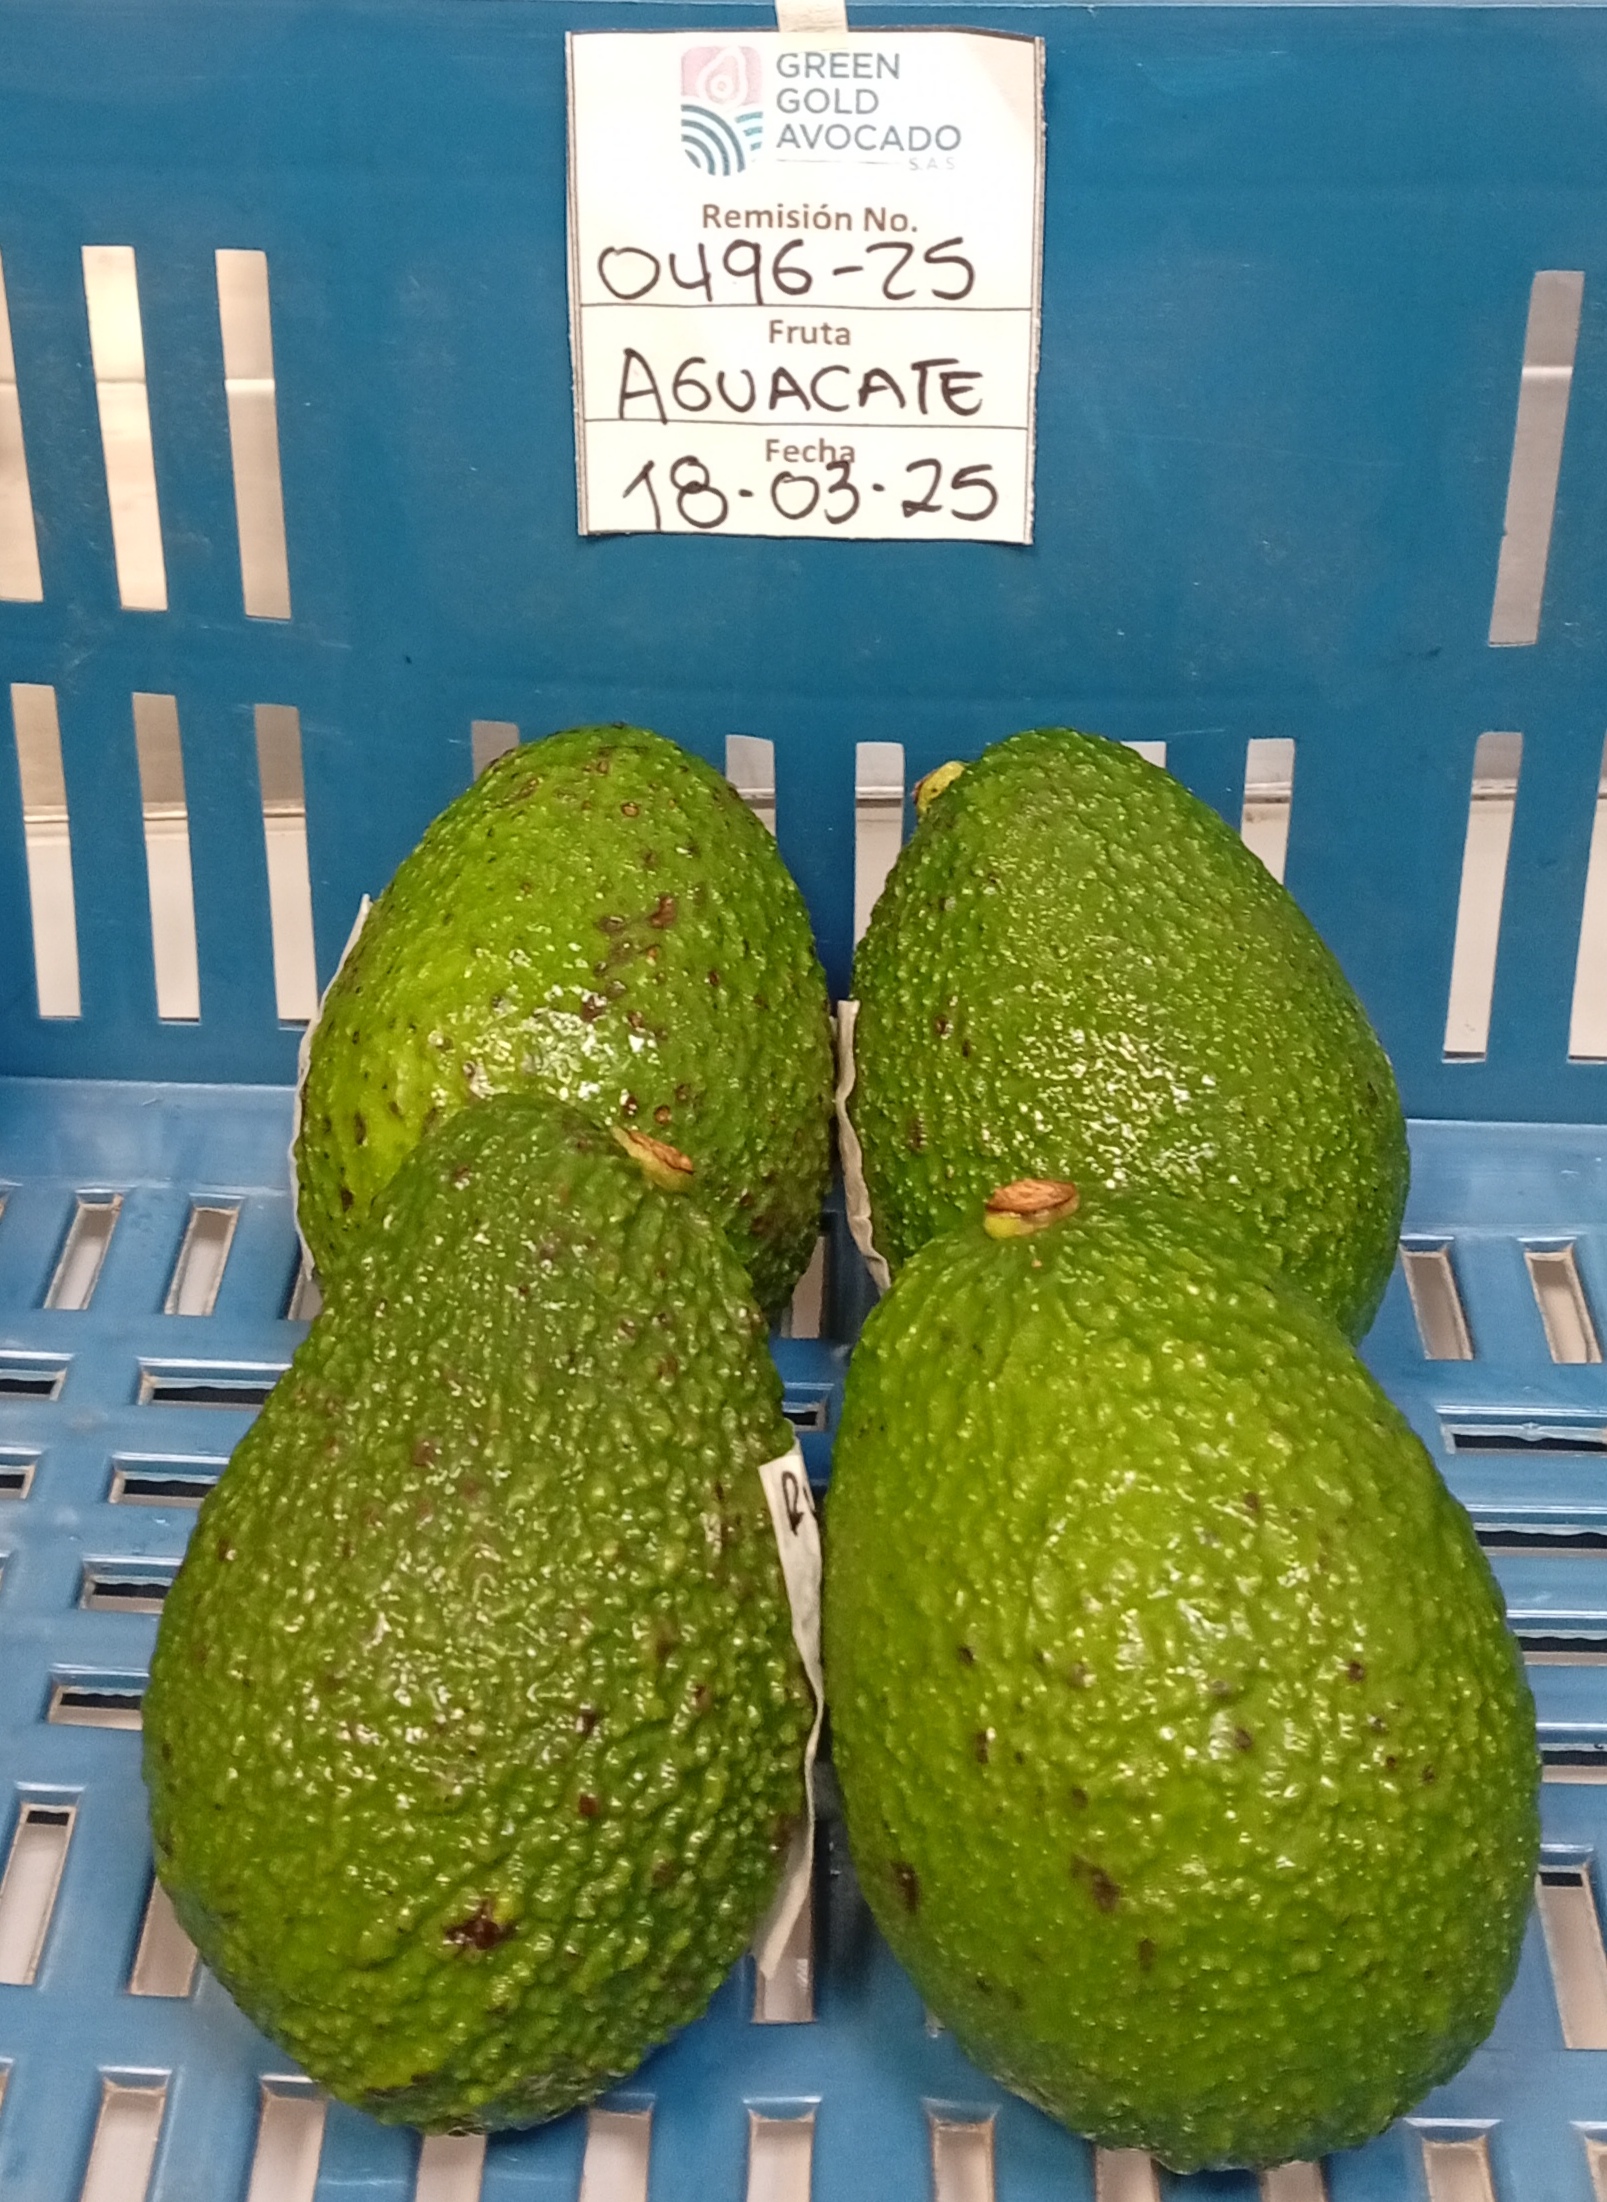 GREEN
GOLD
AVOCADO
S.A.S
Remisión No.
0496-25
Fruta
AGUACATE
Fecha
18-03-25